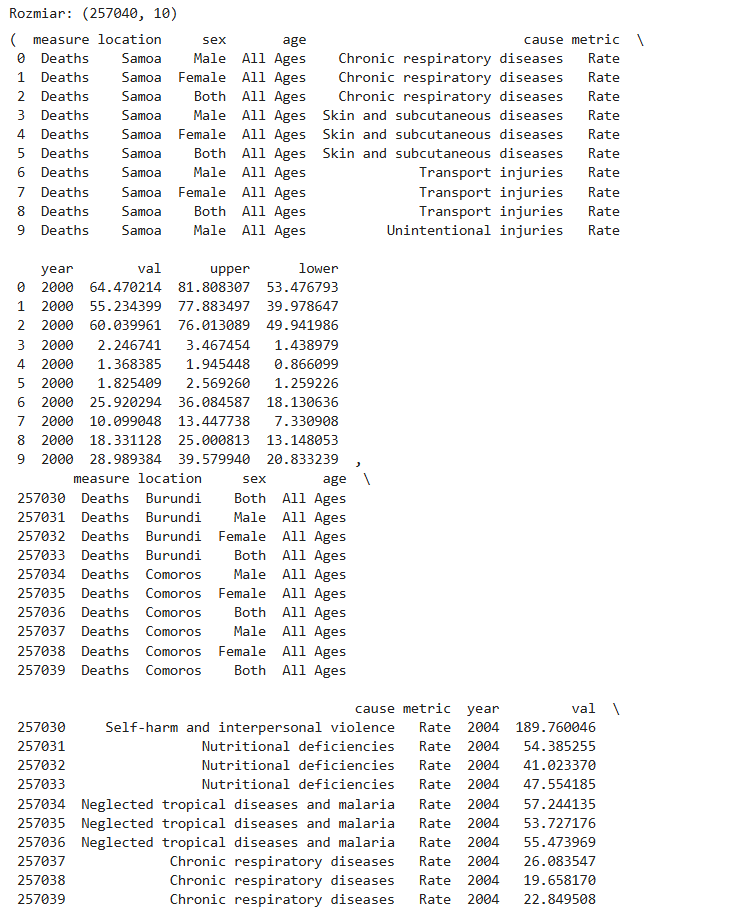 Rozmiar: (257040, 10)
(  measure location     sex       age                           cause metric  \
 0  Deaths    Samoa    Male  All Ages    Chronic respiratory diseases   Rate
 1  Deaths    Samoa  Female  All Ages    Chronic respiratory diseases   Rate
 2  Deaths    Samoa    Both  All Ages    Chronic respiratory diseases   Rate
 3  Deaths    Samoa    Male  All Ages  Skin and subcutaneous diseases   Rate
 4  Deaths    Samoa  Female  All Ages  Skin and subcutaneous diseases   Rate
 5  Deaths    Samoa    Both  All Ages  Skin and subcutaneous diseases   Rate
 6  Deaths    Samoa    Male  All Ages              Transport injuries   Rate
 7  Deaths    Samoa  Female  All Ages              Transport injuries   Rate
 8  Deaths    Samoa    Both  All Ages              Transport injuries   Rate
 9  Deaths    Samoa    Male  All Ages          Unintentional injuries   Rate

    year        val      upper      lower
 0  2000  64.470214  81.808307  53.476793
 1  2000  55.234399  77.883497  39.978647
 2  2000  60.039961  76.013089  49.941986
 3  2000   2.246741   3.467454   1.438979
 4  2000   1.368385   1.945448   0.866099
 5  2000   1.825409   2.569260   1.259226
 6  2000  25.920294  36.084587  18.130636
 7  2000  10.099048  13.447738   7.330908
 8  2000  18.331128  25.000813  13.148053
 9  2000  28.989384  39.579940  20.833239  ,
        measure location     sex       age  \
 257030  Deaths  Burundi    Both  All Ages
 257031  Deaths  Burundi    Male  All Ages
 257032  Deaths  Burundi  Female  All Ages
 257033  Deaths  Burundi    Both  All Ages
 257034  Deaths  Comoros    Male  All Ages
 257035  Deaths  Comoros  Female  All Ages
 257036  Deaths  Comoros    Both  All Ages
 257037  Deaths  Comoros    Male  All Ages
 257038  Deaths  Comoros  Female  All Ages
 257039  Deaths  Comoros    Both  All Ages

                                           cause metric  year         val  \
 257030     Self-harm and interpersonal violence   Rate  2004  189.760046
 257031                 Nutritional deficiencies   Rate  2004   54.385255
 257032                 Nutritional deficiencies   Rate  2004   41.023370
 257033                 Nutritional deficiencies   Rate  2004   47.554185
 257034  Neglected tropical diseases and malaria   Rate  2004   57.244135
 257035  Neglected tropical diseases and malaria   Rate  2004   53.727176
 257036  Neglected tropical diseases and malaria   Rate  2004   55.473969
 257037             Chronic respiratory diseases   Rate  2004   26.083547
 257038             Chronic respiratory diseases   Rate  2004   19.658170
 257039             Chronic respiratory diseases   Rate  2004   22.849508